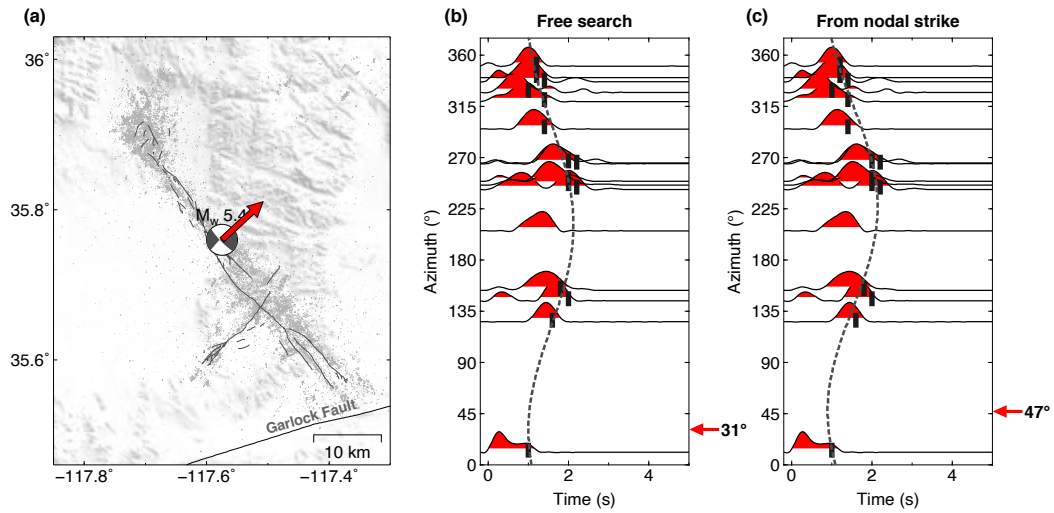 (a)
36°
35.8°
35.6°
−117.8
−117.6
−117.4
Mw 5.4
Garlock Fault
10 km
(b)
Free search
Azimuth (°)
360
315
270
225
180
135
90
45
0
0
2
4
Time (s)
31°
(c)
From nodal strike
Azimuth (°)
360
315
270
225
180
135
90
45
0
0
2
4
Time (s)
47°